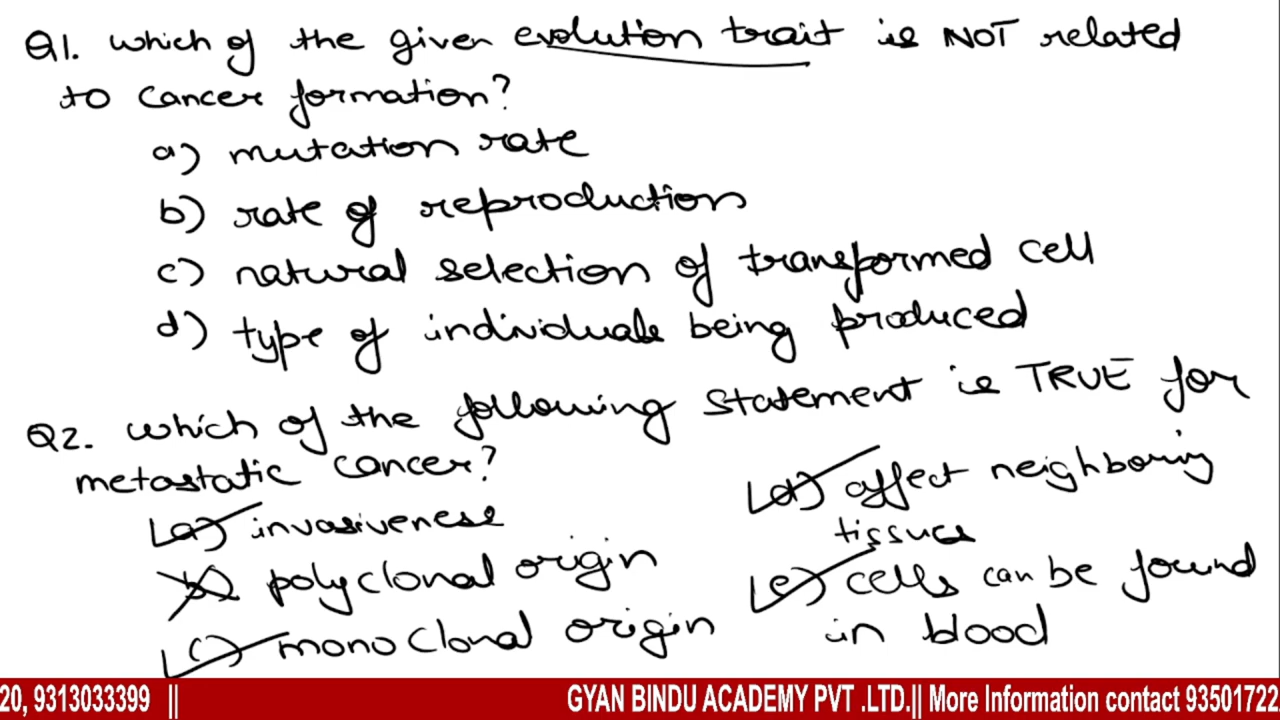 Q1. Which of the given evolution trait is NOT related
to cancer formation?
a) mutation rate
b) rate of reproduction
c) natural selection of transformed cell
d) type of individuals being produced
Q2. Which of the following statement is TRUE for
metastatic cancer?
a) invasiveness
b) polyclonal origin
c) monoclonal origin
d) affect neighboring
tissues
e) cells can be found
in blood
20, 9313033399 || GYAN BINDU ACADEMY PVT .LTD.|| More Information contact 93501722